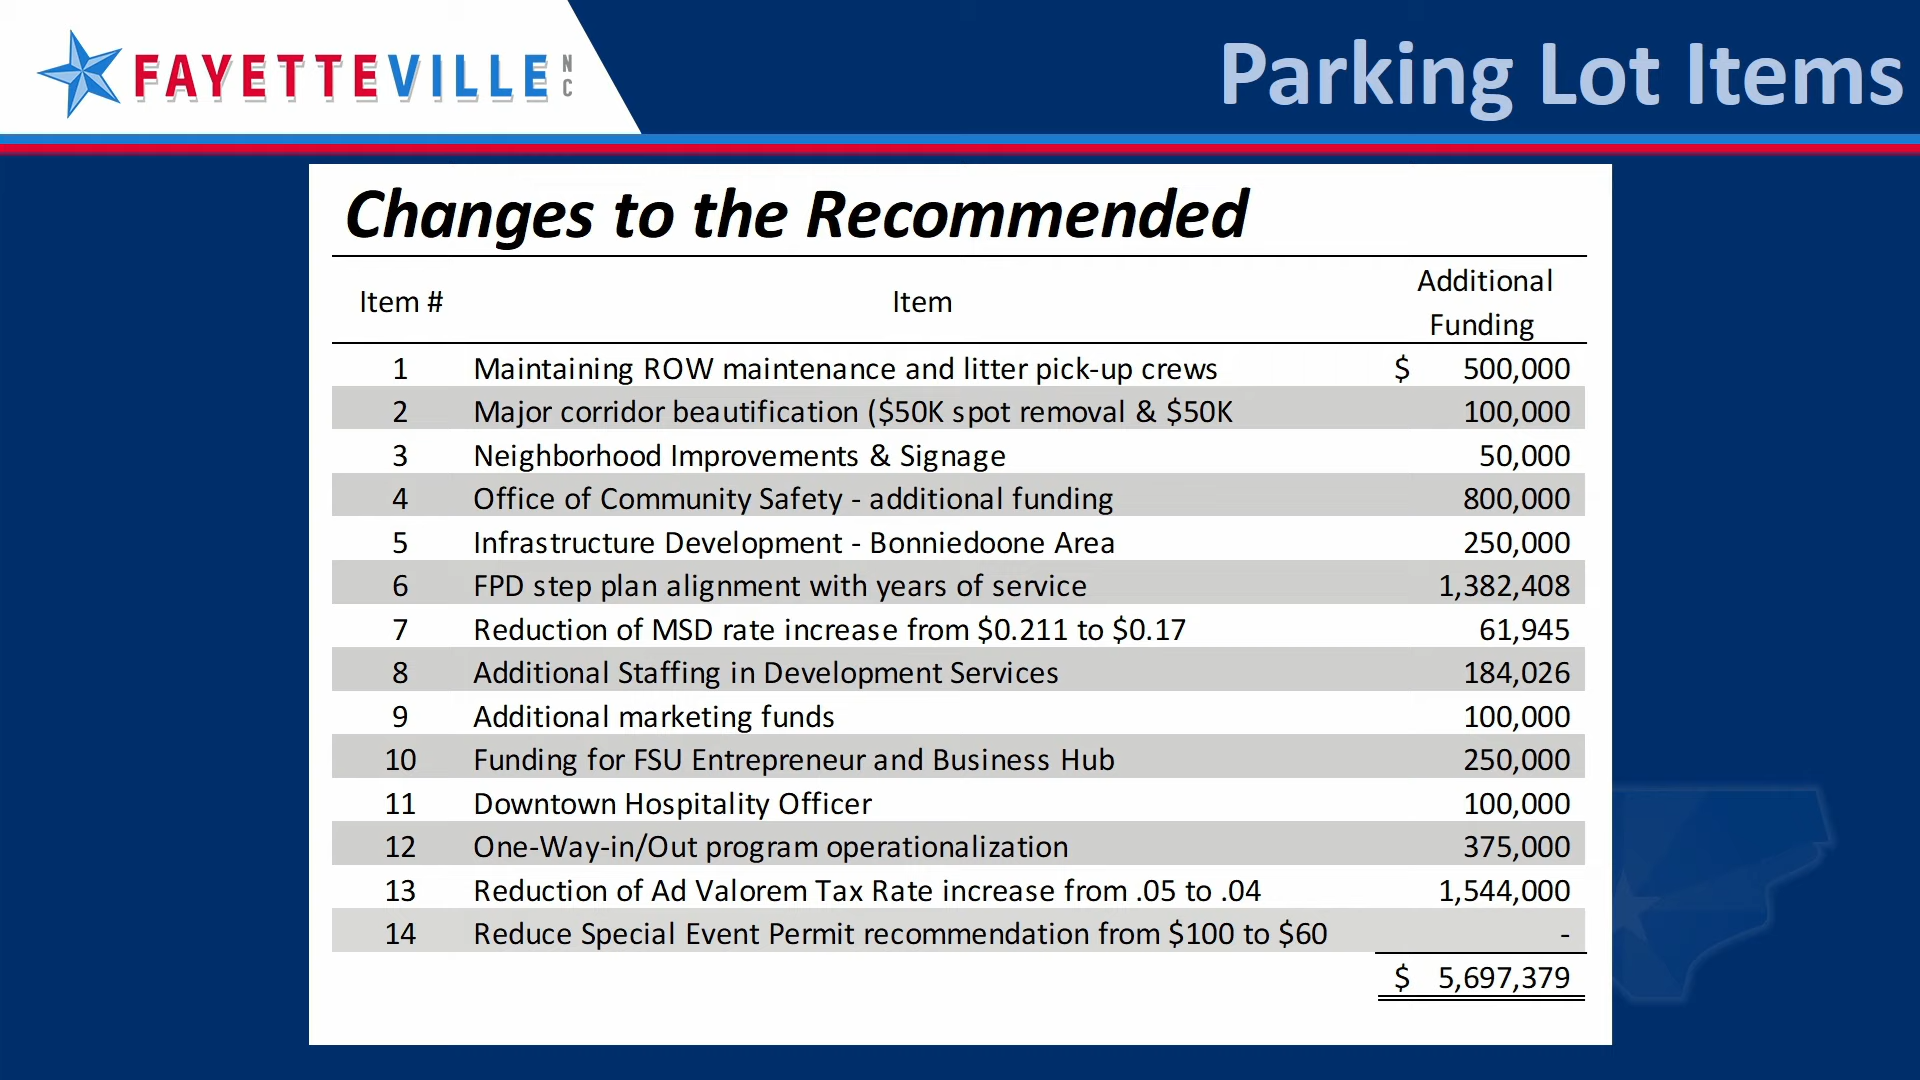 FAYETTEVILLE NC
Parking Lot Items
Changes to the Recommended
Item # Item Additional Funding
1 Maintaining ROW maintenance and litter pick-up crews $ 500,000
2 Major corridor beautification ($50K spot removal & $50K 100,000
3 Neighborhood Improvements & Signage 50,000
4 Office of Community Safety - additional funding 800,000
5 Infrastructure Development - Bonniedoone Area 250,000
6 FPD step plan alignment with years of service 1,382,408
7 Reduction of MSD rate increase from $0.211 to $0.17 61,945
8 Additional Staffing in Development Services 184,026
9 Additional marketing funds 100,000
10 Funding for FSU Entrepreneur and Business Hub 250,000
11 Downtown Hospitality Officer 100,000
12 One-Way-in/Out program operationalization 375,000
13 Reduction of Ad Valorem Tax Rate increase from .05 to .04 1,544,000
14 Reduce Special Event Permit recommendation from $100 to $60 -
$ 5,697,379